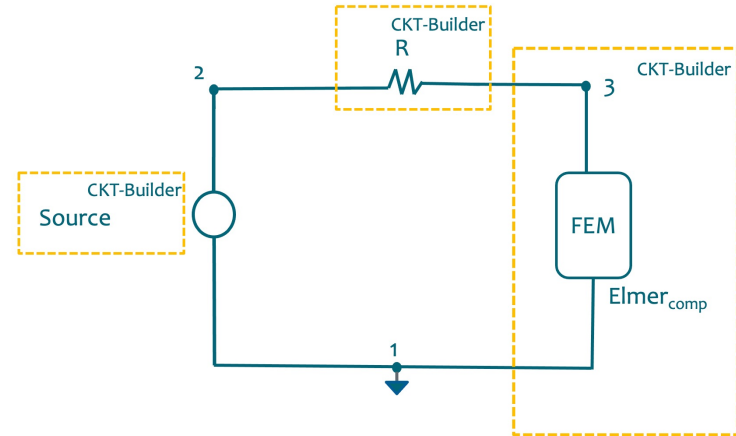 CKT-Builder
R
2
CKT-Builder
3
CKT-Builder
Source
FEM
Elmercomp
1